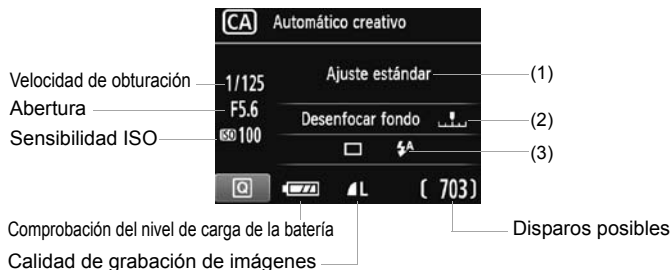 CA Automático creativo
Velocidad de obturación 1/125 Ajuste estándar (1)
Abertura F5.6 Desenfocar fondo (2)
Sensibilidad ISO ISO 100 (3)
A
Q L [ 703]
Comprobación del nivel de carga de la batería Disparos posibles
Calidad de grabación de imágenes